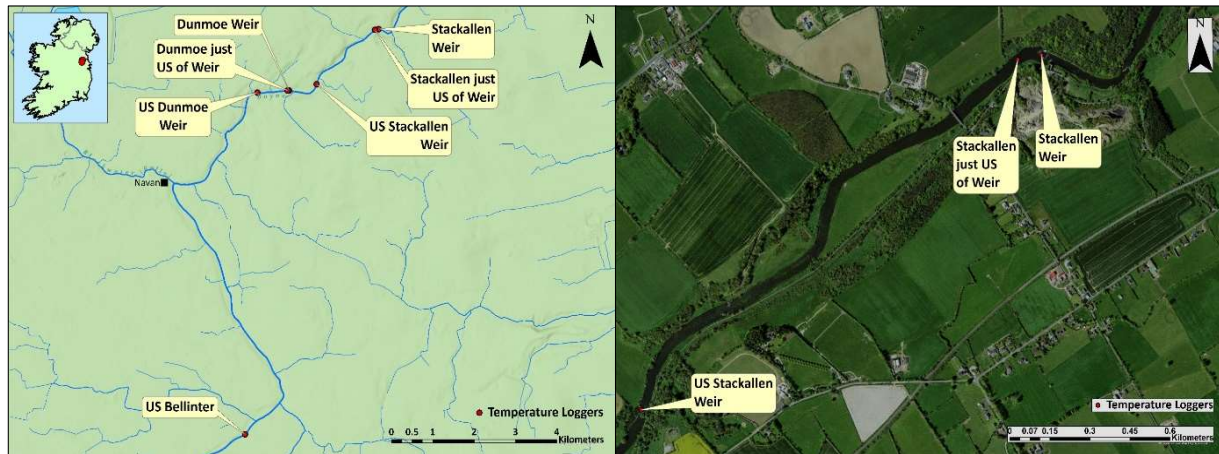 N
Dunmoe Weir
Dunmoe just
US of Weir
US Dunmoe
Weir
Stackallen
Weir
Stackallen just
US of Weir
US Stackallen
Weir
Navan
US Bellinter
Temperature Loggers
0 0.5 1 2 3 4
Kilometers
N
Stackallen
just US
of Weir
Stackallen
Weir
US Stackallen
Weir
Temperature Loggers
0 0.07 0.15 0.3 0.45 0.6
Kilometers